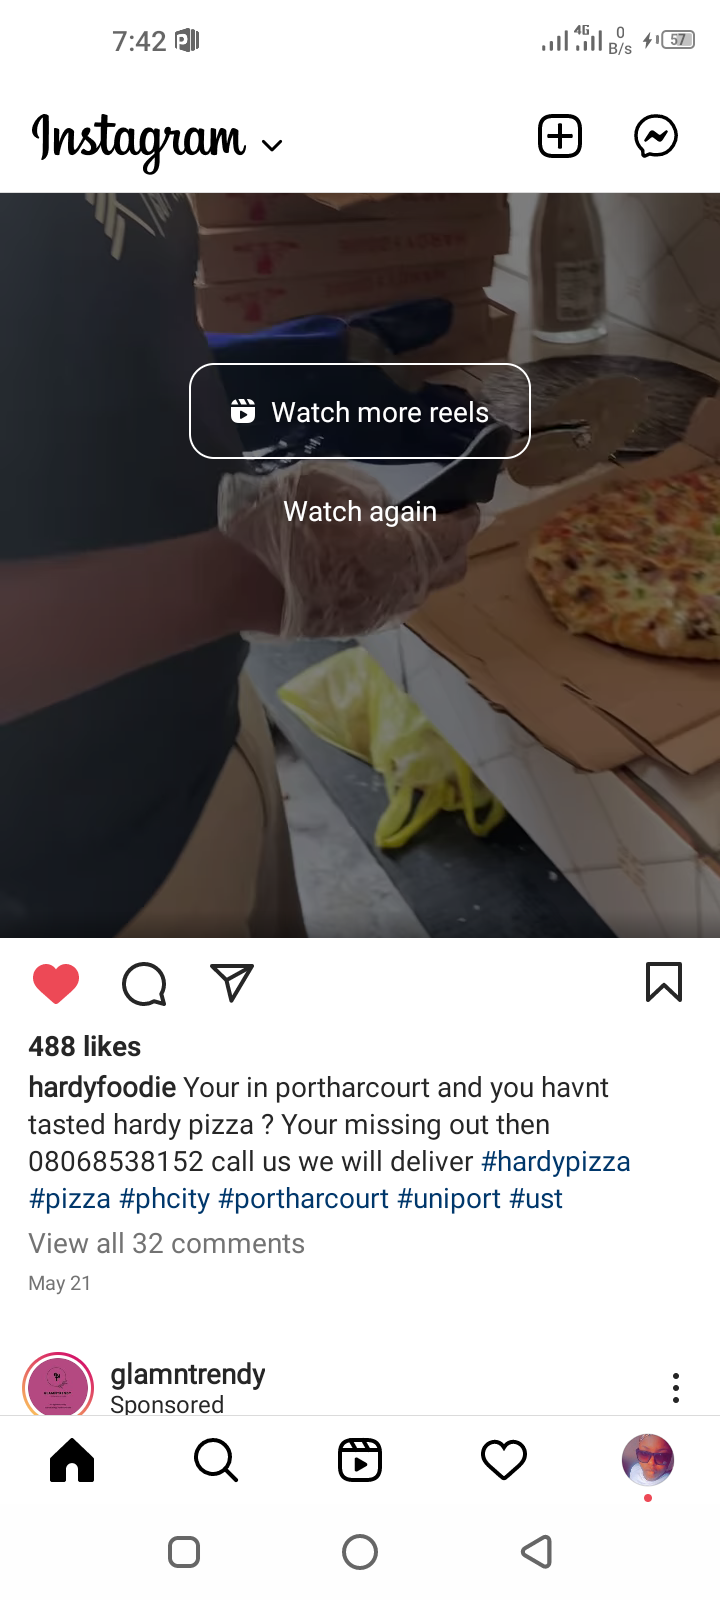 7:42
4G 0 B/s 57
Instagram
Watch more reels
Watch again
488 likes
hardyfoodie Your in portharcourt and you havnt
tasted hardy pizza ? Your missing out then
08068538152 call us we will deliver #hardypizza
#pizza #phcity #portharcourt #uniport #ust
View all 32 comments
May 21
glamntrendy
Sponsored